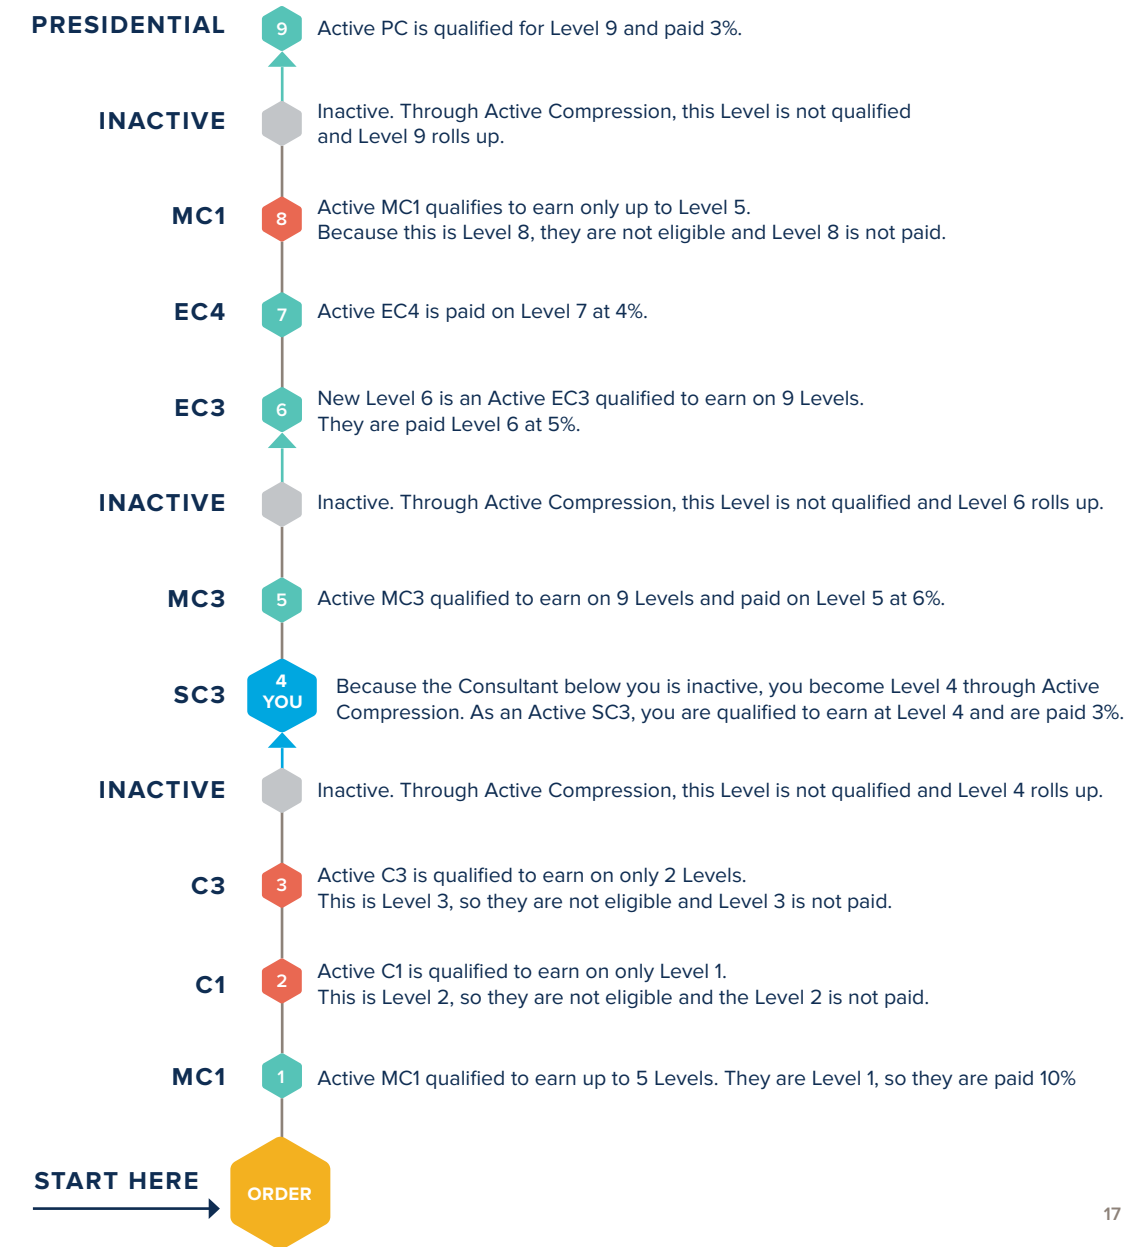 PRESIDENTIAL
9
Active PC is qualified for Level 9 and paid 3%.
INACTIVE
Inactive. Through Active Compression, this Level is not qualified
and Level 9 rolls up.
MC1
8
Active MC1 qualifies to earn only up to Level 5.
Because this is Level 8, they are not eligible and Level 8 is not paid.
EC4
7
Active EC4 is paid on Level 7 at 4%.
EC3
6
New Level 6 is an Active EC3 qualified to earn on 9 Levels.
They are paid Level 6 at 5%.
INACTIVE
Inactive. Through Active Compression, this Level is not qualified and Level 6 rolls up.
MC3
5
Active MC3 qualified to earn on 9 Levels and paid on Level 5 at 6%.
SC3
4
YOU
Because the Consultant below you is inactive, you become Level 4 through Active
Compression. As an Active SC3, you are qualified to earn at Level 4 and are paid 3%.
INACTIVE
Inactive. Through Active Compression, this Level is not qualified and Level 4 rolls up.
C3
3
Active C3 is qualified to earn on only 2 Levels.
This is Level 3, so they are not eligible and Level 3 is not paid.
C1
2
Active C1 is qualified to earn on only Level 1.
This is Level 2, so they are not eligible and the Level 2 is not paid.
MC1
1
Active MC1 qualified to earn up to 5 Levels. They are Level 1, so they are paid 10%
START HERE
ORDER
17